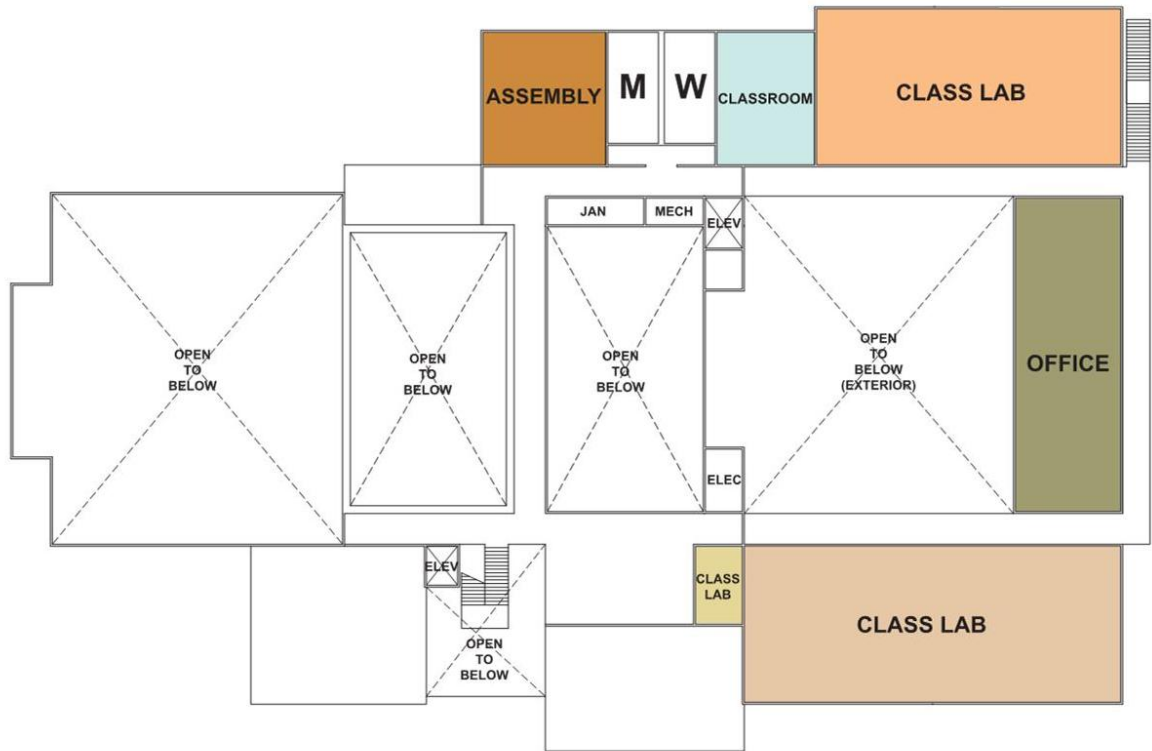 ASSEMBLY
M
W
CLASSROOM
CLASS LAB
JAN
MECH
ELEV
OPEN
TO
BELOW
OPEN
TO
BELOW
OPEN
TO
BELOW
OPEN
TO
BELOW
(EXTERIOR)
OFFICE
ELEC
ELEV
CLASS
LAB
CLASS LAB
OPEN
TO
BELOW